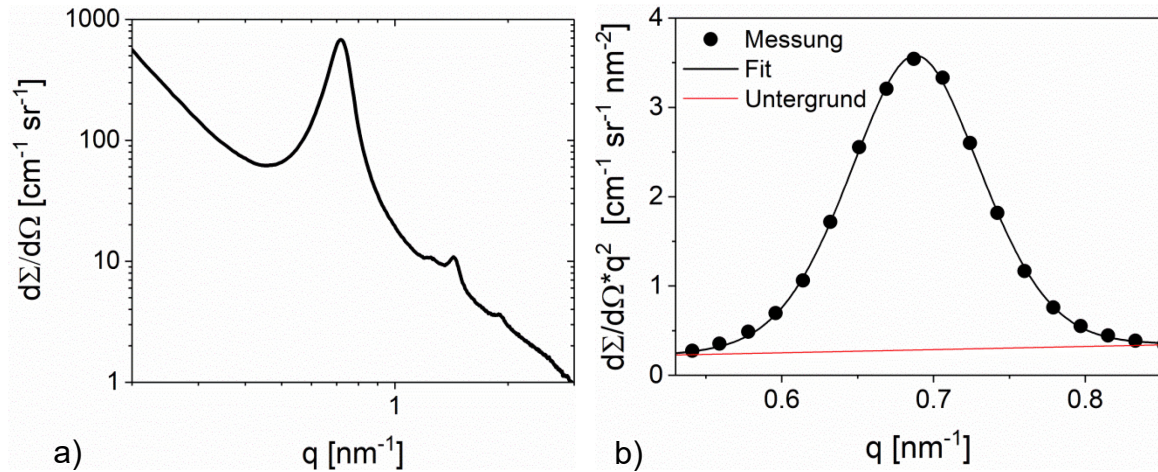 1000
100
10
1
dΣ/dΩ [cm⁻¹ sr⁻¹]
1
q [nm⁻¹]
a)
4
3
2
1
0
dΣ/dΩ*q² [cm⁻¹ sr⁻¹ nm⁻²]
Messung
Fit
Untergrund
0.6 0.7 0.8
q [nm⁻¹]
b)